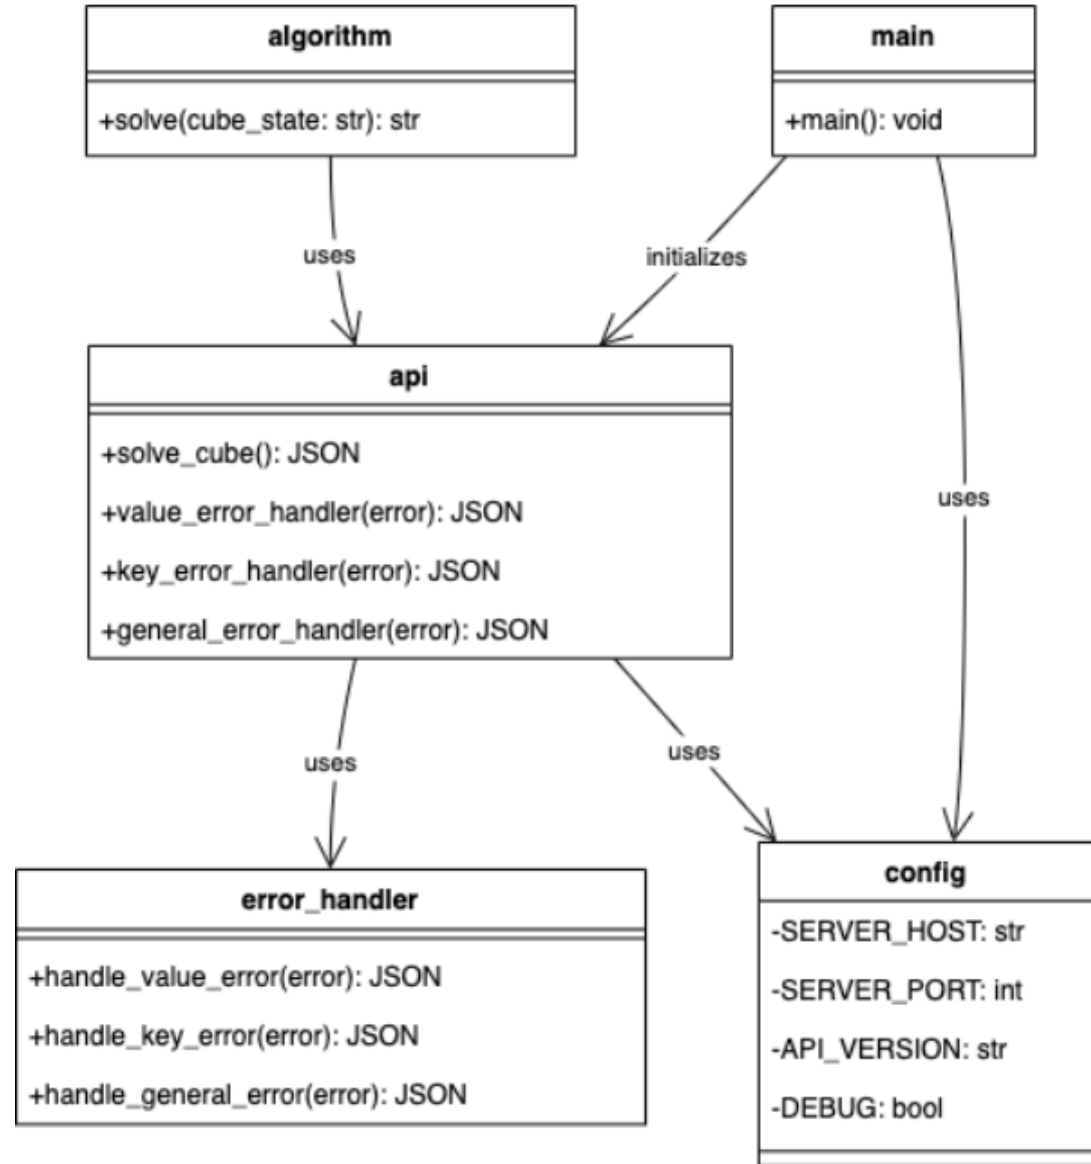 algorithm
+solve(cube_state: str): str
main
+main(): void
uses
initializes
api
+solve_cube(): JSON
+value_error_handler(error): JSON
+key_error_handler(error): JSON
+general_error_handler(error): JSON
uses
uses
uses
error_handler
+handle_value_error(error): JSON
+handle_key_error(error): JSON
+handle_general_error(error): JSON
config
-SERVER_HOST: str
-SERVER_PORT: int
-API_VERSION: str
-DEBUG: bool